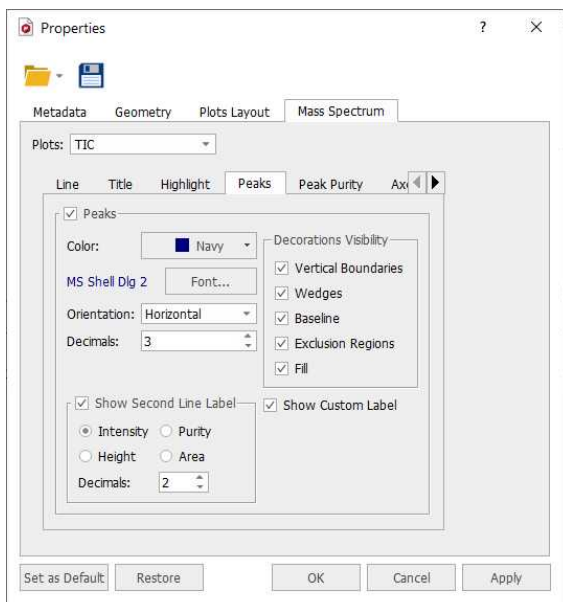 Properties ?
Metadata Geometry Plots Layout Mass Spectrum
Plots: TIC
Line Title Highlight Peaks Peak Purity Axe
Peaks
Color: Navy
MS Shell Dlg 2 Font...
Orientation: Horizontal
Decimals: 3
Decorations Visibility
Vertical Boundaries
Wedges
Baseline
Exclusion Regions
Fill
Show Second Line Label
Intensity Purity
Height Area
Decimals: 2
Show Custom Label
Set as Default Restore OK Cancel Apply